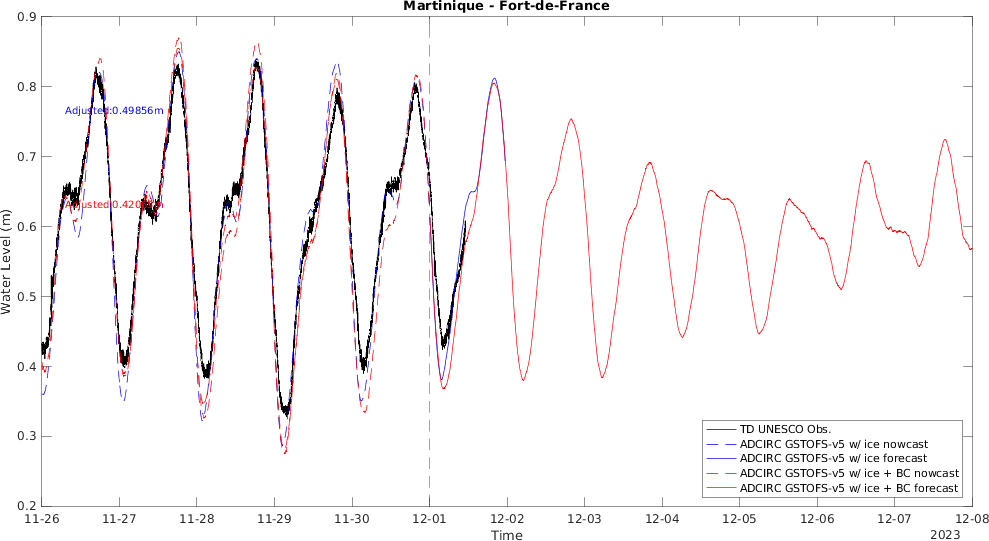 Martinique - Fort-de-France
0.9
0.8
0.7
0.6
0.5
0.4
0.3
0.2
Water Level (m)
Adjusted:0.49856m
TD UNESCO Obs.
ADCIRC GSTOFS-v5 w/ ice nowcast
ADCIRC GSTOFS-v5 w/ ice forecast
ADCIRC GSTOFS-v5 w/ ice + BC nowcast
ADCIRC GSTOFS-v5 w/ ice + BC forecast
11-26 11-27 11-28 11-29 11-30 12-01 12-02 12-03 12-04 12-05 12-06 12-07 12-08
Time
2023